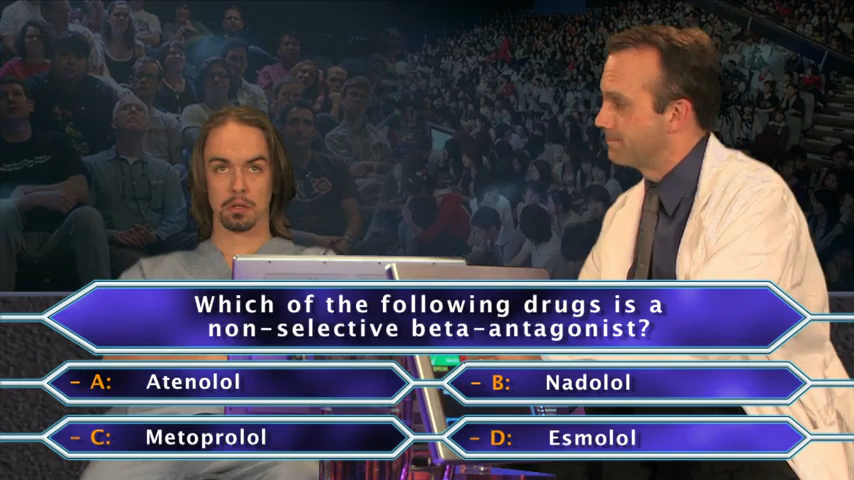 Which of the following drugs is a
non-selective beta-antagonist?
– A: Atenolol
– B: Nadolol
– C: Metoprolol
– D: Esmolol